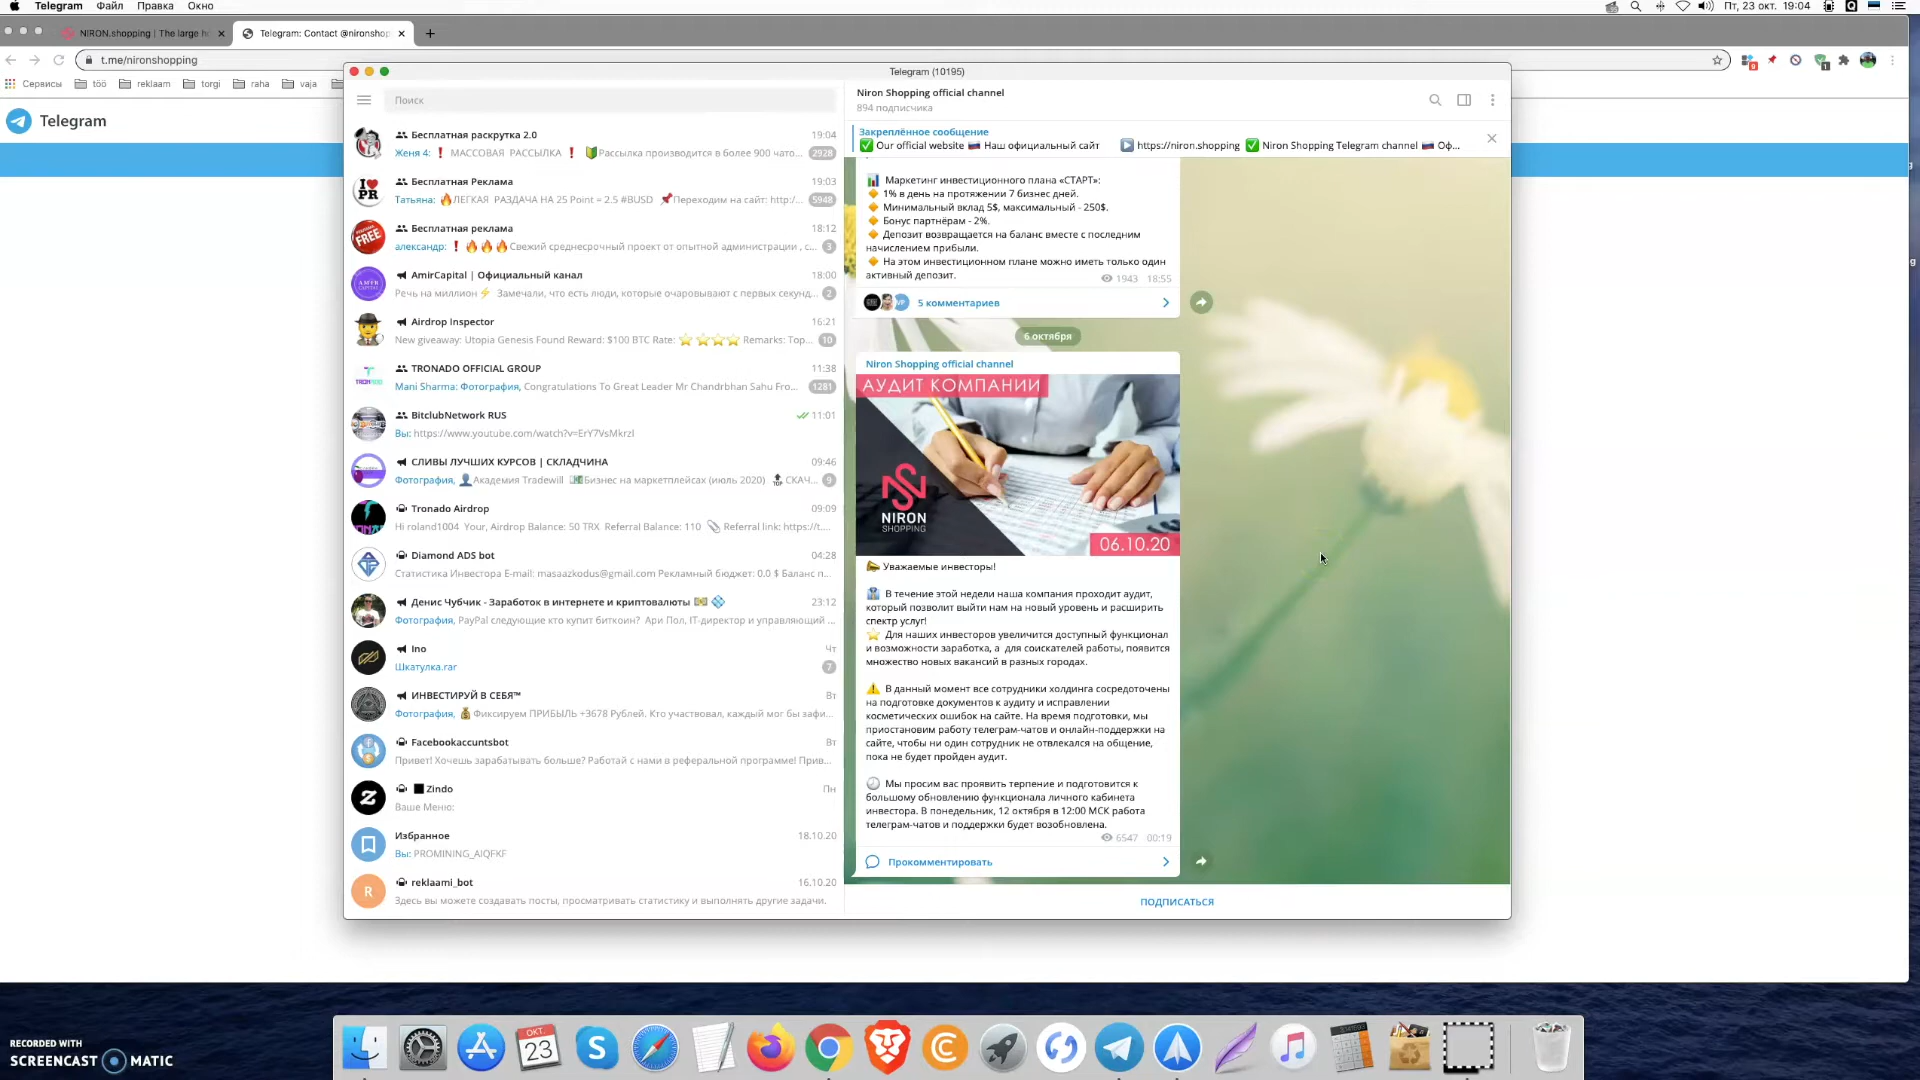 Telegram Файл Правка Окно
Пт, 23 окт. 19:04
NIRON.shopping | The large h
Telegram: Contact @nironshop
t.me/nironshopping
Сервисы töö reklaam torgi raha vaja
Telegram
Telegram (10195)
Поиск
Бесплатная раскрутка 2.0 19:04
Женя 4: ❗ МАССОВАЯ РАССЫЛКА ❗ 🔰Рассылка производится в более 900 чато... 2928
Бесплатная Реклама 19:03
Татьяна: 🔥ЛЕГКАЯ РАЗДАЧА НА 25 Point = 2.5 #BUSD 📌Переходим на сайт: http:/... 5948
Бесплатная реклама 18:12
александр: ❗🔥🔥🔥Свежий среднесрочный проект от опытной администрации , с... 3
AmirCapital | Официальный канал 18:00
Речь на миллион⚡ Замечали, что есть люди, которые очаровывают с первых секунд... 2
Airdrop Inspector 16:21
New giveaway: Utopia Genesis Found Reward: $100 BTC Rate: ⭐⭐⭐⭐ Remarks: Top... 10
TRONADO OFFICIAL GROUP 11:38
Mani Sharma: Фотография, Congratulations To Great Leader Mr Chandrbhan Sahu Fro... 1281
BitclubNetwork RUS 11:01
Вы: https://www.youtube.com/watch?v=ErY7VsMkrzI
СЛИВЫ ЛУЧШИХ КУРСОВ | СКЛАДЧИНА 09:46
Фотография, 👤Академия Tradewill 💵Бизнес на маркетплейсах (июль 2020) 🔝 СКАЧ... 9
Tronado Airdrop 09:09
Hi roland1004 Your, Airdrop Balance: 50 TRX Referral Balance: 110 📎 Referral link: https://t....
Diamond ADS bot 04:28
Статистика Инвестора E-mail: masaazkodus@gmail.com Рекламный бюджет: 0.0 $ Баланс п...
Денис Чубчик - Заработок в интернете и криптовалюты 💵 💠 23:12
Фотография, PayPal следующие кто купит биткоин? Ари Пол, IT-директор и управляющий ...
Ino Чт
Шкатулка.rar 7
ИНВЕСТИРУЙ В СЕБЯ™ Вт
Фотография, 💰Фиксируем ПРИБЫЛЬ +3678 Рублей. Кто участвовал, каждый мог бы зафи...
Facebookaccuntsbot Вт
Привет! Хочешь зарабатывать больше? Работай с нами в реферальной программе! Прив...
Zindo Пн
Ваше Меню:
Избранное 18.10.20
Вы: PROMINING_AIQFKF
reklaami_bot 16.10.20
Здесь вы можете создавать посты, просматривать статистику и выполнять другие задачи.
Niron Shopping official channel
894 подписчика
Закреплённое сообщение
✅ Our official website 🇷🇺 Наш официальный сайт ▶️ https://niron.shopping ✅ Niron Shopping Telegram channel 🇷🇺 Оф...
📊 Маркетинг инвестиционного плана «СТАРТ»:
🔸 1% в день на протяжении 7 бизнес дней.
🔸 Минимальный вклад 5$, максимальный - 250$.
🔸 Бонус партнёрам - 2%.
🔸 Депозит возвращается на баланс вместе с последним
начислением прибыли.
🔸 На этом инвестиционном плане можно иметь только один
активный депозит.
1943 18:55
5 комментариев
6 октября
Niron Shopping official channel
АУДИТ КОМПАНИИ
NIRON
SHOPPING
06.10.20
📣 Уважаемые инвесторы!
👔 В течение этой недели наша компания проходит аудит,
который позволит выйти нам на новый уровень и расширить
спектр услуг!
⭐ Для наших инвесторов увеличится доступный функционал
и возможности заработка, а для соискателей работы, появится
множество новых вакансий в разных городах.
⚠️ В данный момент все сотрудники холдинга сосредоточены
на подготовке документов к аудиту и исправлении
косметических ошибок на сайте. На время подготовки, мы
приостановим работу телеграм-чатов и онлайн-поддержки на
сайте, чтобы ни один сотрудник не отвлекался на общение,
пока не будет пройден аудит.
🕗 Мы просим вас проявить терпение и подготовится к
большому обновлению функционала личного кабинета
инвестора. В понедельник, 12 октября в 12:00 МСК работа
телеграм-чатов и поддержки будет возобновлена.
6547 00:19
Прокомментировать
ПОДПИСАТЬСЯ
ОКТ.
23
RECORDED WITH
SCREENCAST MATIC